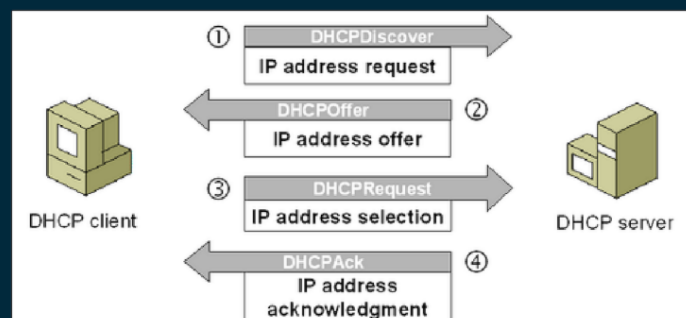 ① DHCPDiscover
IP address request
DHCPOffer ②
IP address offer
③ DHCPRequest
IP address selection
DHCP client
DHCP server
DHCPAck ④
IP address
acknowledgment